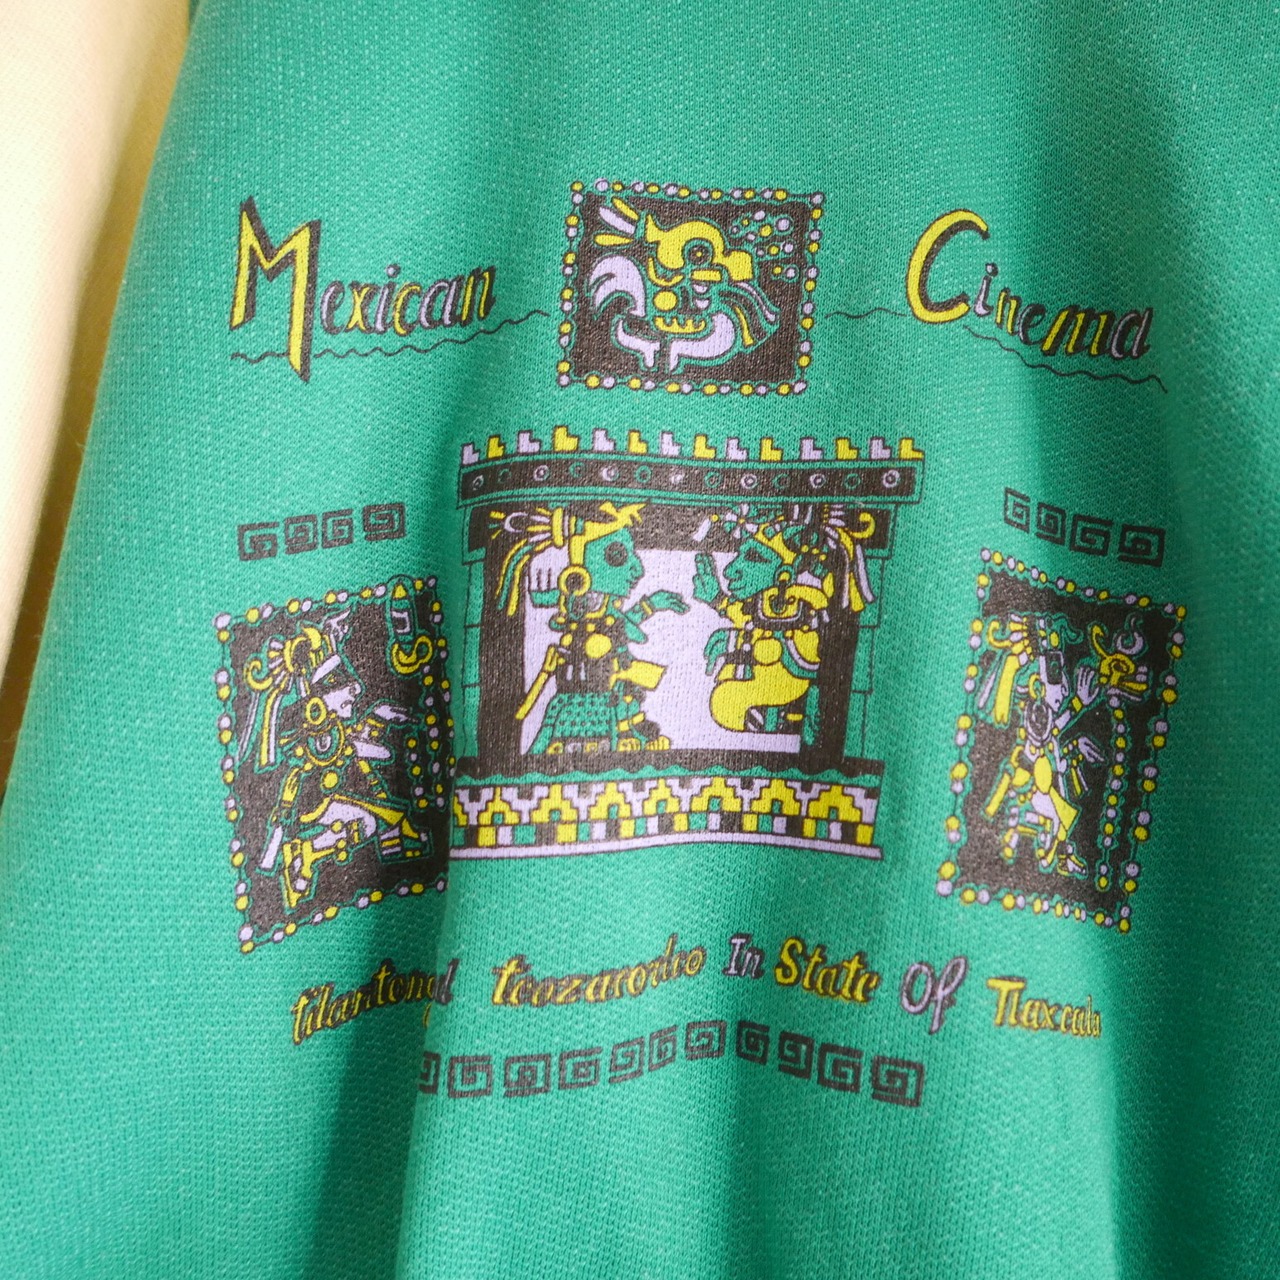 Mexican Cinema
In State Of Tlaxcala